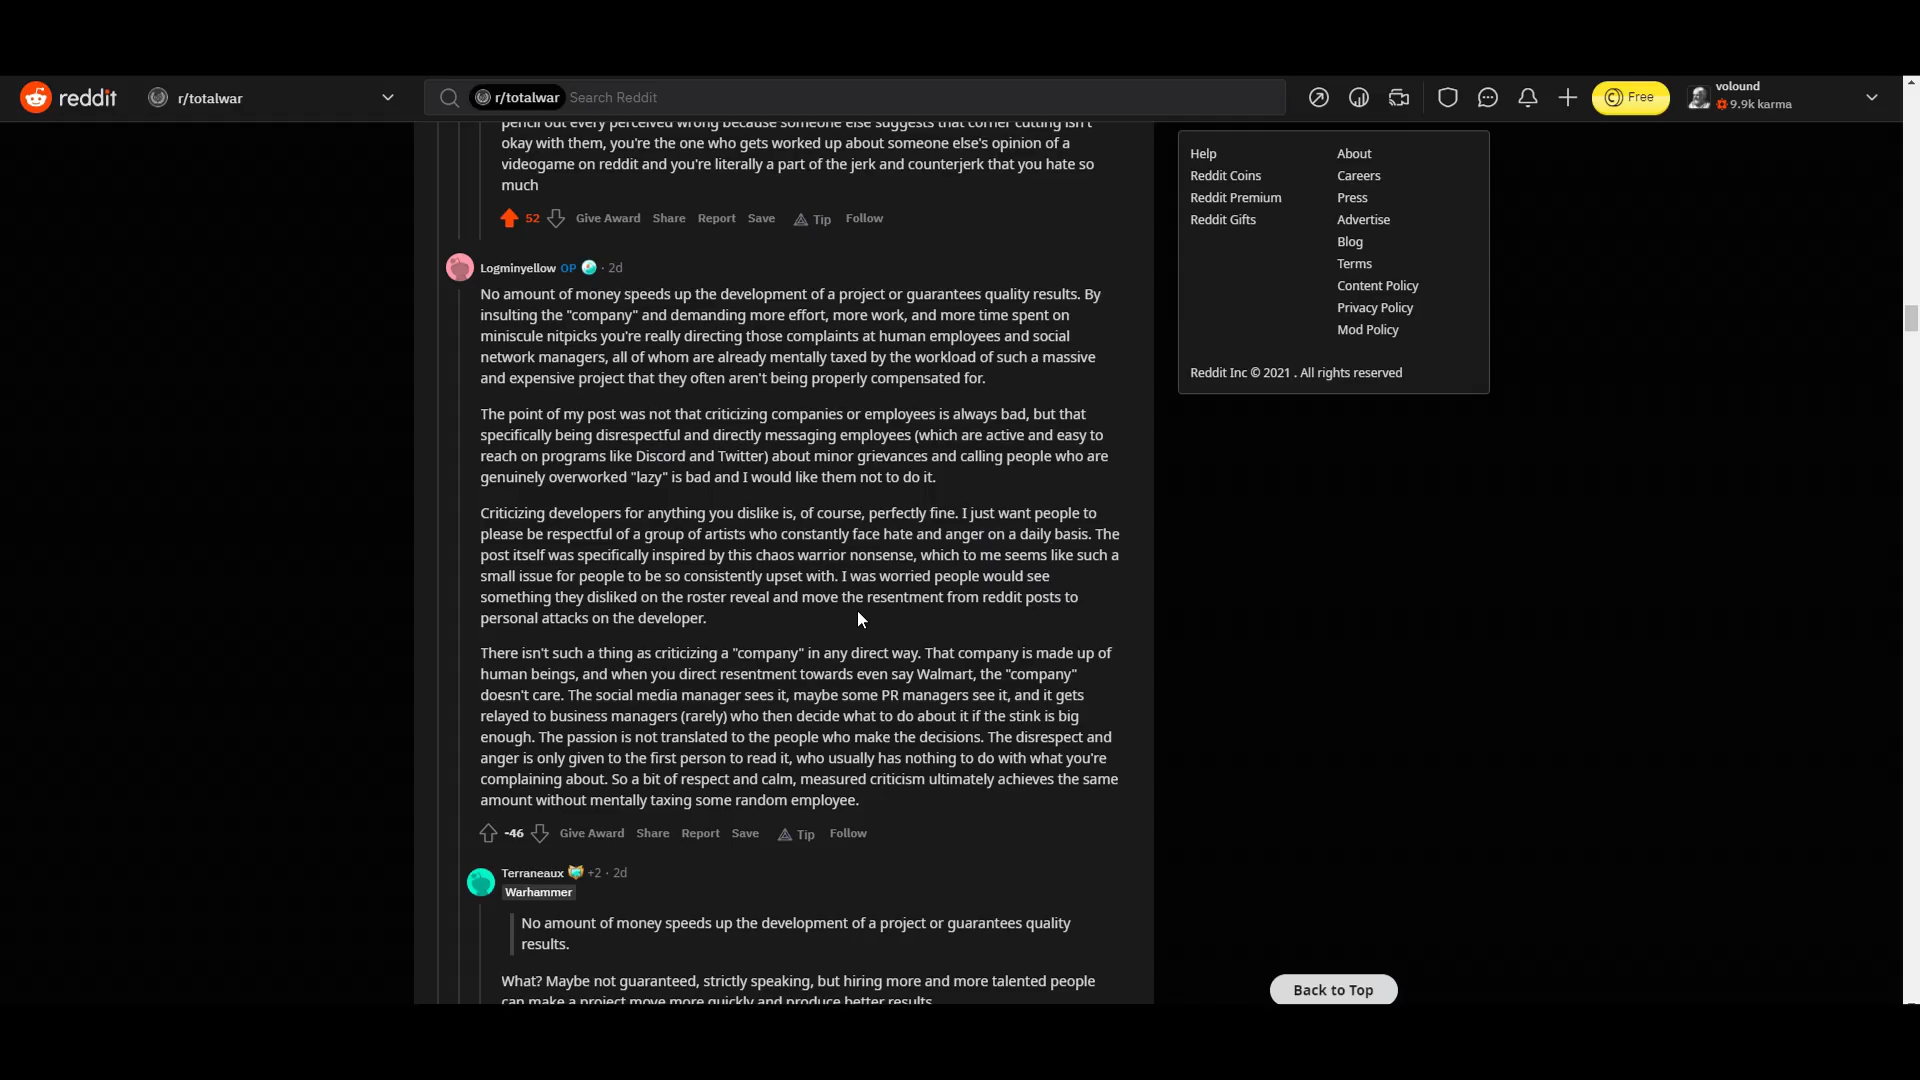 reddit r/totalwar r/totalwar Search Reddit Free volound
9.9k karma
pencil out every perceived wrong because someone else suggests that corner cutting isn't
okay with them, you're the one who gets worked up about someone else's opinion of a
videogame on reddit and you're literally a part of the jerk and counterjerk that you hate so
much
52 Give Award Share Report Save Tip Follow
Logminyellow OP · 2d
No amount of money speeds up the development of a project or guarantees quality results. By
insulting the "company" and demanding more effort, more work, and more time spent on
miniscule nitpicks you're really directing those complaints at human employees and social
network managers, all of whom are already mentally taxed by the workload of such a massive
and expensive project that they often aren't being properly compensated for.
The point of my post was not that criticizing companies or employees is always bad, but that
specifically being disrespectful and directly messaging employees (which are active and easy to
reach on programs like Discord and Twitter) about minor grievances and calling people who are
genuinely overworked "lazy" is bad and I would like them not to do it.
Criticizing developers for anything you dislike is, of course, perfectly fine. I just want people to
please be respectful of a group of artists who constantly face hate and anger on a daily basis. The
post itself was specifically inspired by this chaos warrior nonsense, which to me seems like such a
small issue for people to be so consistently upset with. I was worried people would see
something they disliked on the roster reveal and move the resentment from reddit posts to
personal attacks on the developer.
There isn't such a thing as criticizing a "company" in any direct way. That company is made up of
human beings, and when you direct resentment towards even say Walmart, the "company"
doesn't care. The social media manager sees it, maybe some PR managers see it, and it gets
relayed to business managers (rarely) who then decide what to do about it if the stink is big
enough. The passion is not translated to the people who make the decisions. The disrespect and
anger is only given to the first person to read it, who usually has nothing to do with what you're
complaining about. So a bit of respect and calm, measured criticism ultimately achieves the same
amount without mentally taxing some random employee.
-46 Give Award Share Report Save Tip Follow
Terraneaux +2 · 2d
Warhammer
No amount of money speeds up the development of a project or guarantees quality
results.
What? Maybe not guaranteed, strictly speaking, but hiring more and more talented people
can make a project move more quickly and produce better results.
Help About
Reddit Coins Careers
Reddit Premium Press
Reddit Gifts Advertise
Blog
Terms
Content Policy
Privacy Policy
Mod Policy
Reddit Inc © 2021 . All rights reserved
Back to Top